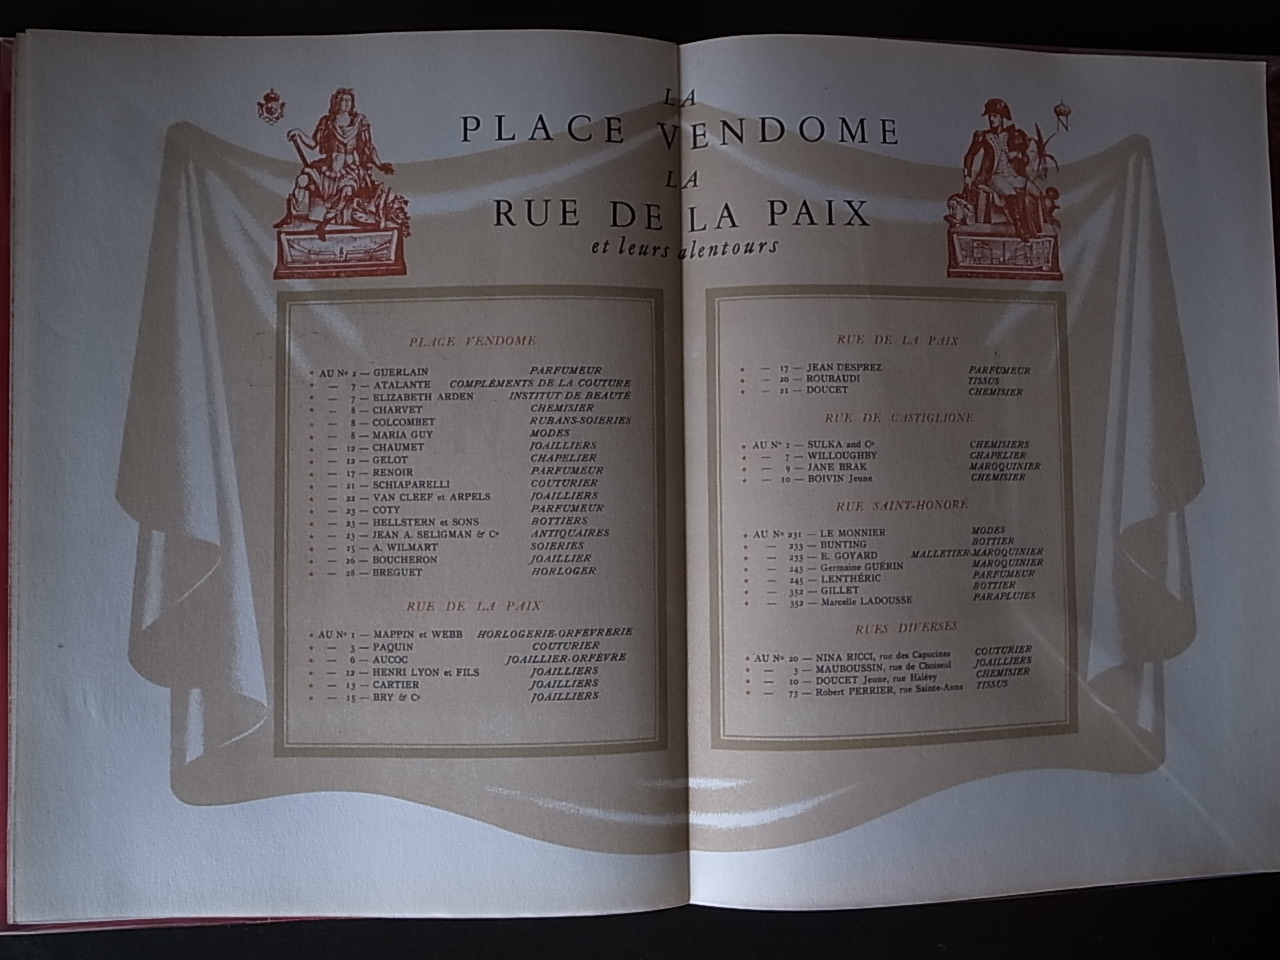 LA
PLACE VENDOME
LA
RUE DE LA PAIX
et leurs alentours
PLACE VENDOME
* AU Nº 2 — GUERLAIN PARFUMEUR
* — 7 — ATALANTE COMPLÉMENTS DE LA COUTURE
* — 7 — ELIZABETH ARDEN INSTITUT DE BEAUTÉ
* — 8 — CHARVET CHEMISIER
* — 8 — COLCOMBET RUBANS-SOIERIES
* — 8 — MARIA GUY MODES
* — 12 — CHAUMET JOAILLIERS
* — 12 — GELOT CHAPELIER
* — 17 — RENOIR PARFUMEUR
* — 21 — SCHIAPARELLI COUTURIER
* — 22 — VAN CLEEF et ARPELS JOAILLIERS
* — 23 — COTY PARFUMEUR
* — 23 — HELLSTERN et SONS BOTTIERS
* — 23 — JEAN A. SELIGMAN & Cº ANTIQUAIRES
* — 25 — A. WILMART SOIERIES
* — 26 — BOUCHERON JOAILLIER
* — 28 — BREGUET HORLOGER
RUE DE LA PAIX
* AU Nº 1 — MAPPIN et WEBB HORLOGERIE-ORFÈVRERIE
* — 3 — PAQUIN COUTURIER
* — 6 — AUCOC JOAILLIER-ORFÈVRE
* — 12 — HENRI LYON et FILS JOAILLIERS
* — 13 — CARTIER JOAILLIERS
* — 15 — BRY & Cº JOAILLIERS
RUE DE LA PAIX
* — 17 — JEAN DESPREZ PARFUMEUR
* — 20 — ROUBAUDI TISSUS
* — 21 — DOUCET CHEMISIER
RUE DE CASTIGLIONE
* AU Nº 2 — SULKA and Cº CHEMISIERS
* — 7 — WILLOUGHBY CHAPELIER
* — 9 — JANE BRAK MAROQUINIER
* — 10 — BOIVIN Jeune CHEMISIER
RUE SAINT-HONORÉ
* AU Nº 231 — LE MONNIER MODES
* — 233 — BUNTING BOTTIER
* — 233 — E. GOYARD MALLETIER-MAROQUINIER
* — 243 — Germaine GUÉRIN MAROQUINIER
* — 245 — LENTHÉRIC PARFUMEUR
* — 352 — GILLET BOTTIER
* — 352 — Marcelle LADOUSSE PARAPLUIES
RUES DIVERSES
* AU Nº 20 — NINA RICCI, rue des Capucines COUTURIER
* — 3 — MAUBOUSSIN, rue de Choiseul JOAILLIERS
* — 10 — DOUCET Jeune, rue Halévy CHEMISIER
* — 73 — Robert PERRIER, rue Sainte-Anne TISSUS